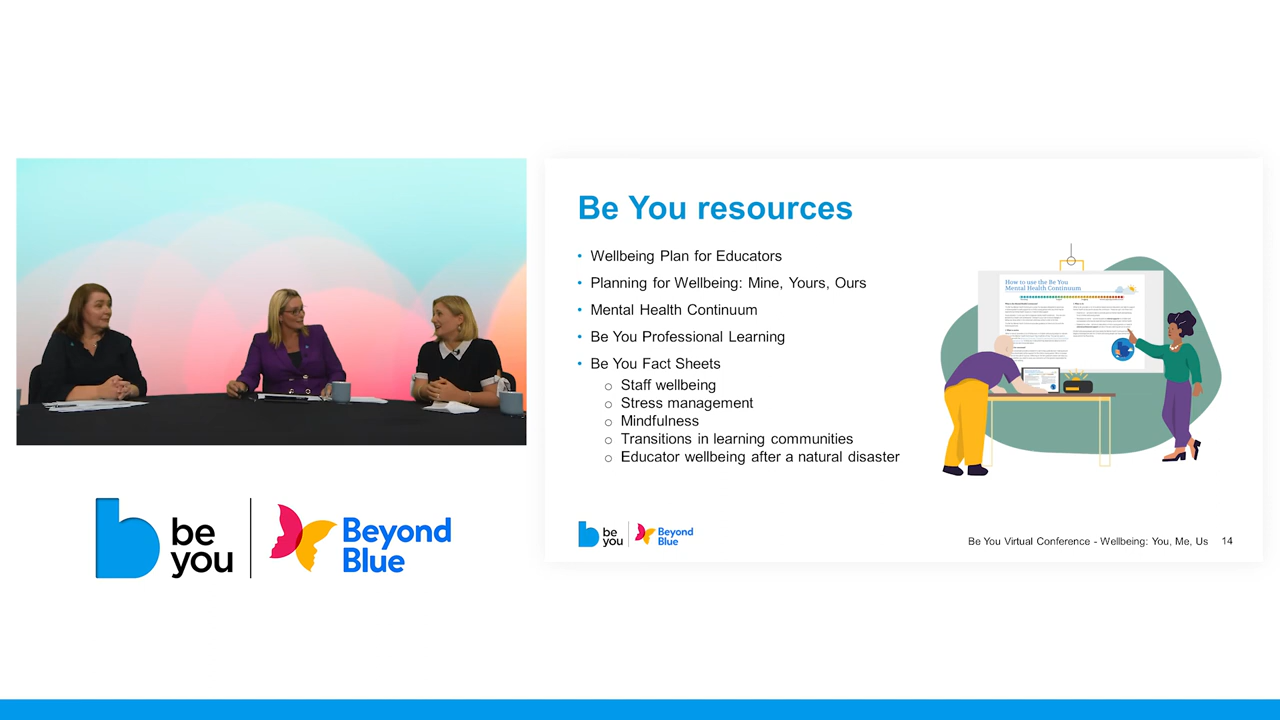 Be You resources
• Wellbeing Plan for Educators
• Planning for Wellbeing: Mine, Yours, Ours
• Mental Health Continuum
• Be You Professional Learning
• Be You Fact Sheets
o Staff wellbeing
o Stress management
o Mindfulness
o Transitions in learning communities
o Educator wellbeing after a natural disaster
How to use the Be You
Mental Health Continuum
be
you
Beyond
Blue
Be You Virtual Conference - Wellbeing: You, Me, Us 14
be
you
Beyond
Blue